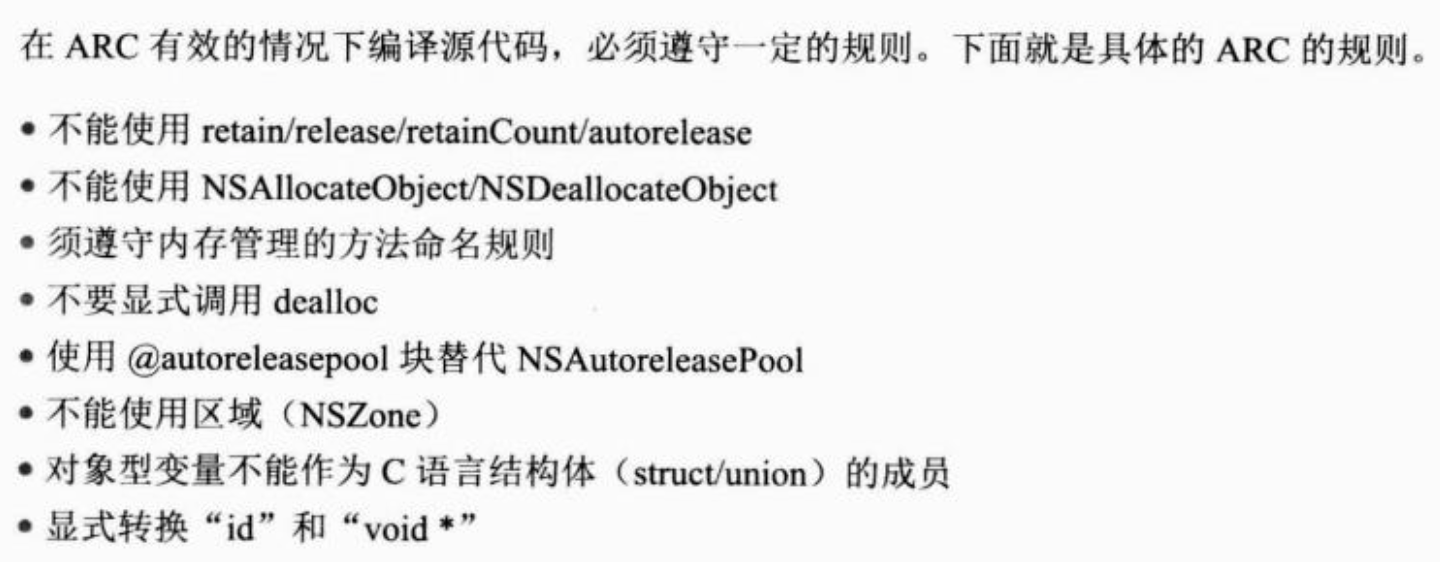 在 ARC 有效的情况下编译源代码，必须遵守一定的规则。下面就是具体的 ARC 的规则。
• 不能使用 retain/release/retainCount/autorelease
• 不能使用 NSAllocateObject/NSDeallocateObject
• 须遵守内存管理的方法命名规则
• 不要显式调用 dealloc
• 使用 @autoreleasepool 块替代 NSAutoreleasePool
• 不能使用区域（NSZone）
• 对象型变量不能作为 C 语言结构体（struct/union）的成员
• 显式转换“id”和“void *”